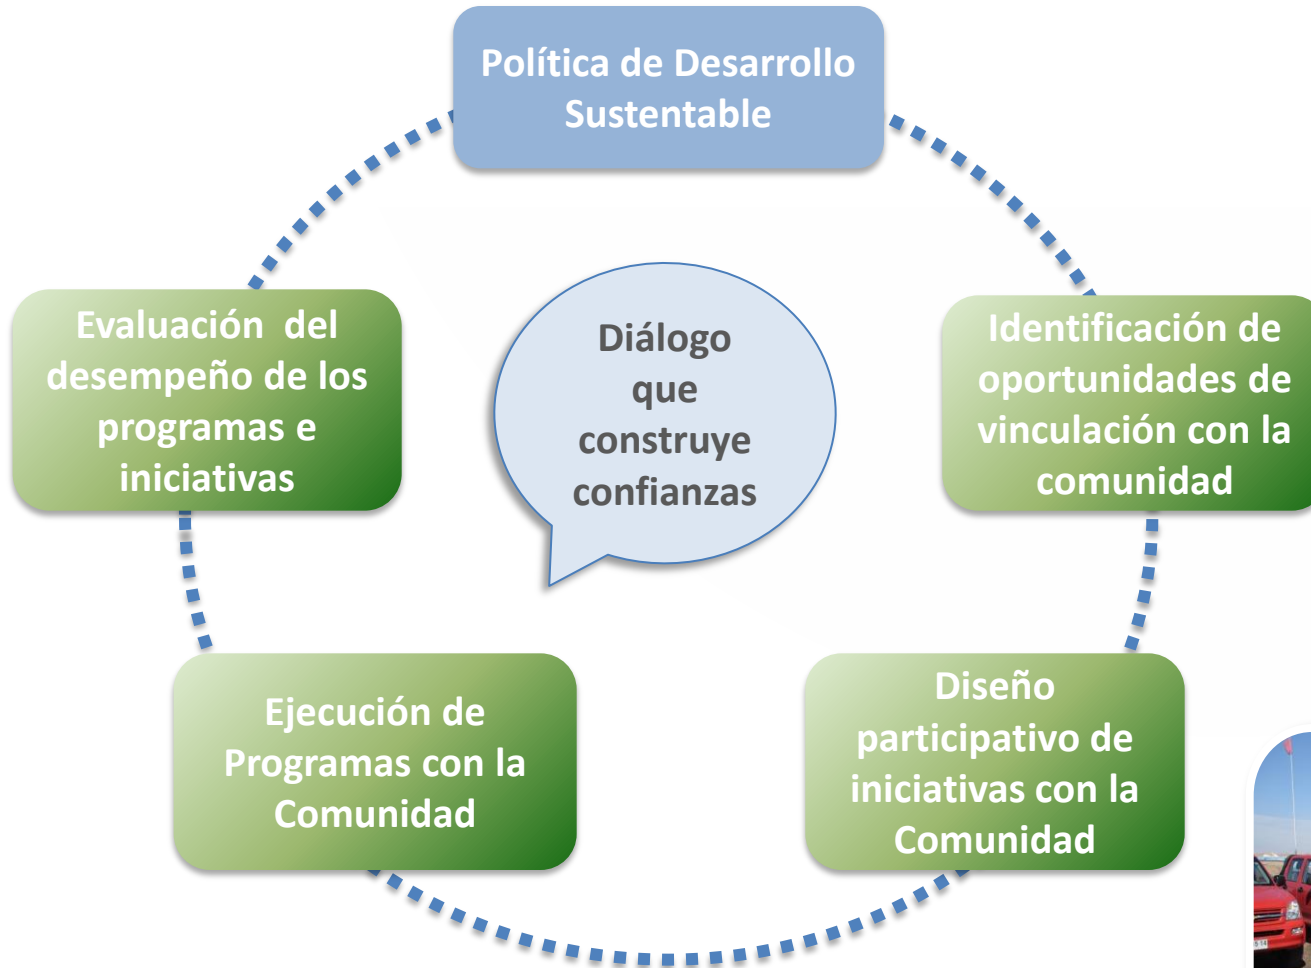 Política de Desarrollo
Sustentable
Evaluación del
desempeño de los
programas e
iniciativas
Diálogo
que
construye
confianzas
Identificación de
oportunidades de
vinculación con la
comunidad
Ejecución de
Programas con la
Comunidad
Diseño
participativo de
iniciativas con la
Comunidad